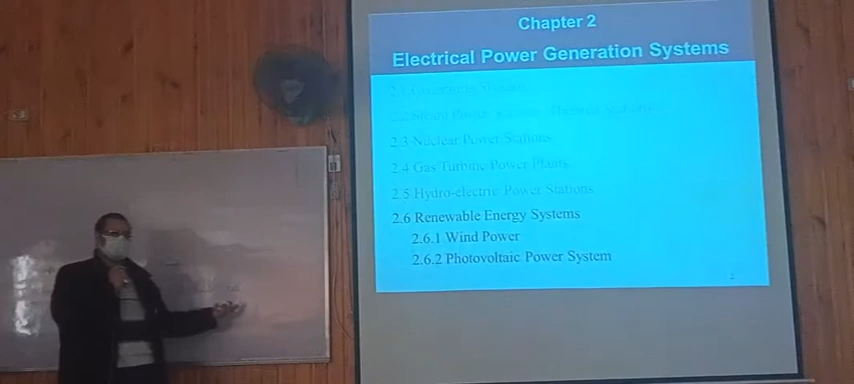 Chapter 2
Electrical Power Generation Systems
2.3 Nuclear Power Stations
2.4 Gas Turbine Power Plants
2.5 Hydro-electric Power Stations
2.6 Renewable Energy Systems
2.6.1 Wind Power
2.6.2 Photovoltaic Power System